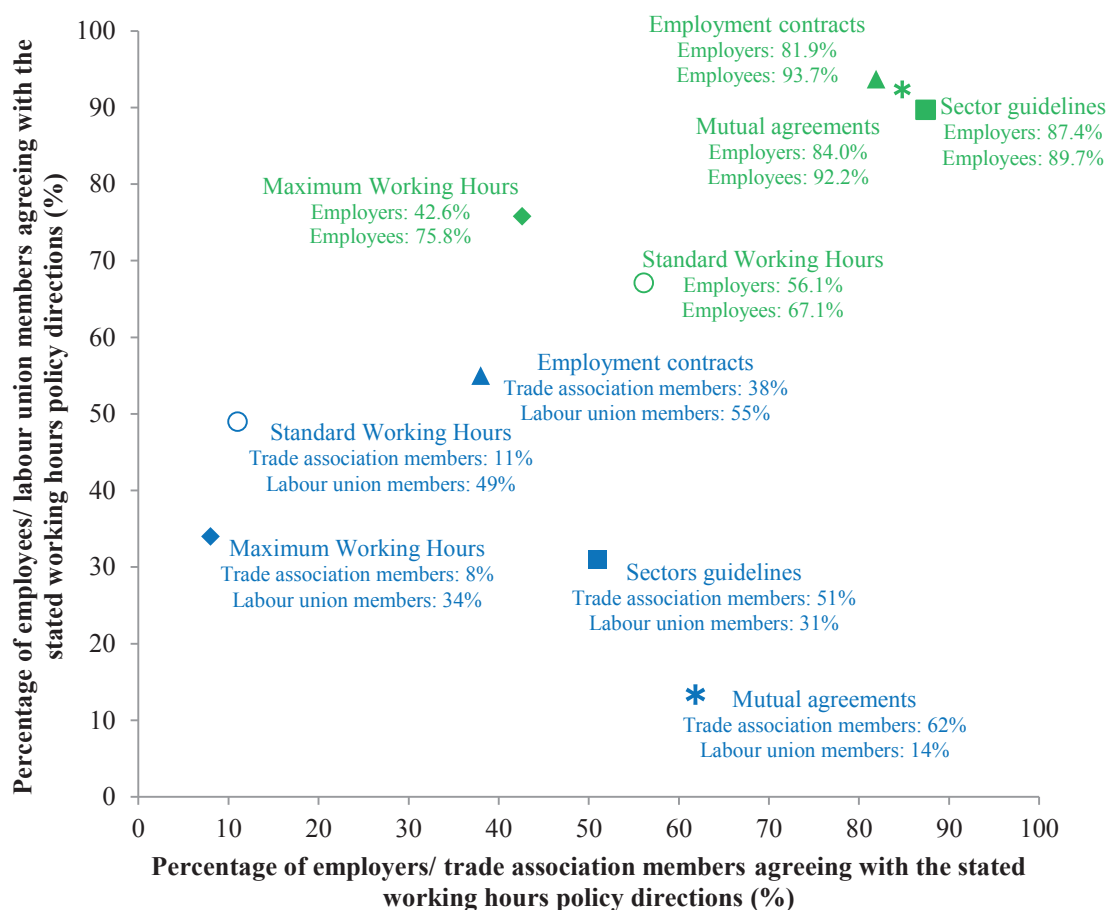 Percentage of employees/ labour union members agreeing with the
stated working hours policy directions (%)
100
90
80
70
60
50
40
30
20
10
0
Employment contracts
Employers: 81.9%
Employees: 93.7%
Sector guidelines
Employers: 87.4%
Employees: 89.7%
Mutual agreements
Employers: 84.0%
Employees: 92.2%
Maximum Working Hours
Employers: 42.6%
Employees: 75.8%
Standard Working Hours
Employers: 56.1%
Employees: 67.1%
Employment contracts
Trade association members: 38%
Labour union members: 55%
Standard Working Hours
Trade association members: 11%
Labour union members: 49%
Maximum Working Hours
Trade association members: 8%
Labour union members: 34%
Sectors guidelines
Trade association members: 51%
Labour union members: 31%
Mutual agreements
Trade association members: 62%
Labour union members: 14%
0 10 20 30 40 50 60 70 80 90 100
Percentage of employers/ trade association members agreeing with the stated
working hours policy directions (%)